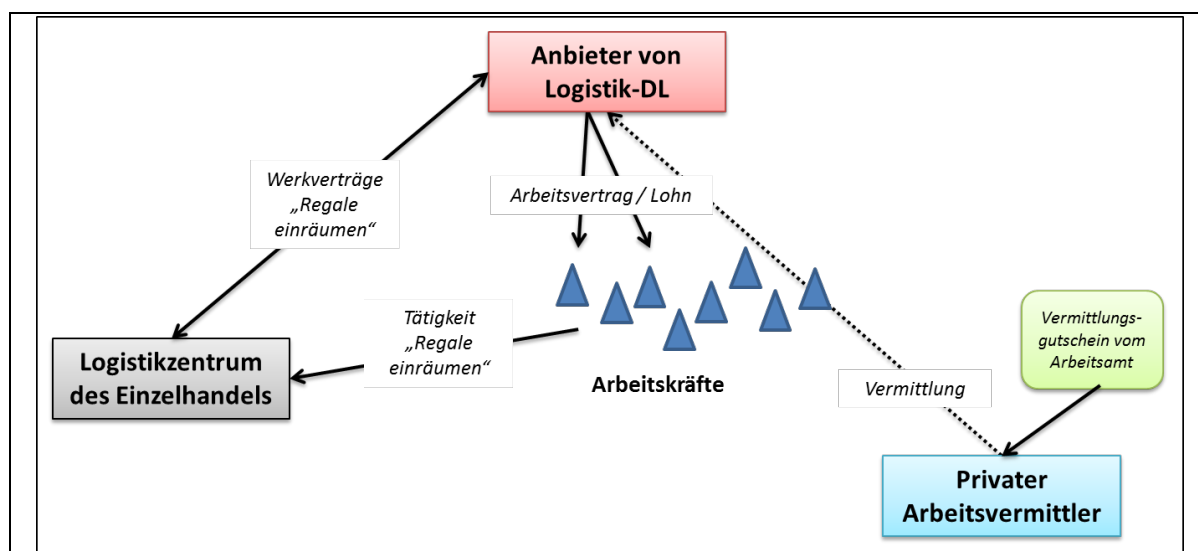 Anbieter von
Logistik-DL
Werkverträge
„Regale
einräumen“
Arbeitsvertrag / Lohn
Tätigkeit
„Regale
einräumen“
Logistikzentrum
des Einzelhandels
Arbeitskräfte
Vermittlung
Vermittlungs-
gutschein vom
Arbeitsamt
Privater
Arbeitsvermittler